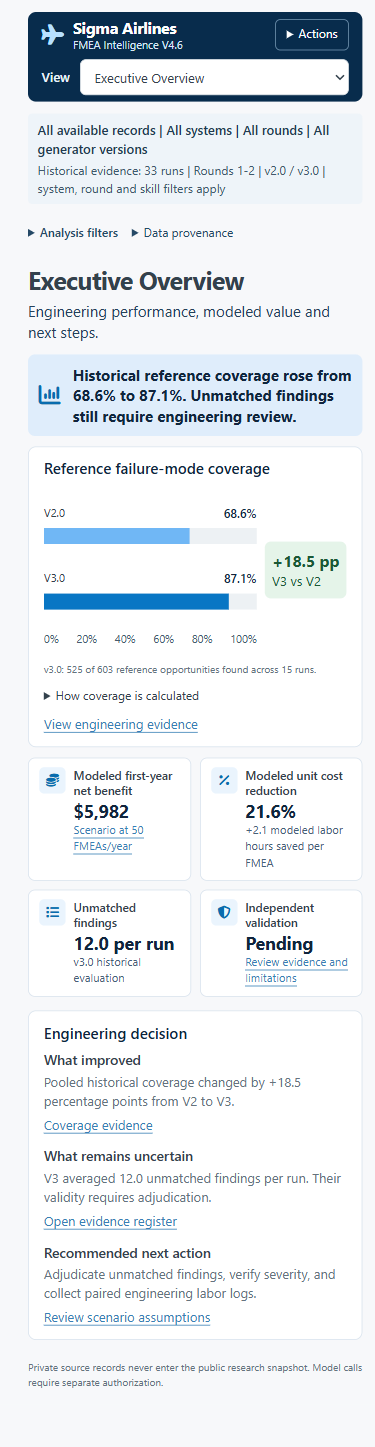 Sigma Airlines
FMEA Intelligence V4.6
▶ Actions
View
Executive Overview
All available records | All systems | All rounds | All
generator versions
Historical evidence: 33 runs | Rounds 1-2 | v2.0 / v3.0 |
system, round and skill filters apply
▶ Analysis filters ▶ Data provenance
Executive Overview
Engineering performance, modeled value and
next steps.
Historical reference coverage rose from
68.6% to 87.1%. Unmatched findings
still require engineering review.
Reference failure-mode coverage
V2.0 68.6%
V3.0 87.1%
+18.5 pp
V3 vs V2
0% 20% 40% 60% 80% 100%
v3.0: 525 of 603 reference opportunities found across 15 runs.
▶ How coverage is calculated
View engineering evidence
Modeled first-year
net benefit
$5,982
Scenario at 50
FMEAs/year
Modeled unit cost
reduction
21.6%
+2.1 modeled labor
hours saved per
FMEA
Unmatched
findings
12.0 per run
v3.0 historical
evaluation
Independent
validation
Pending
Review evidence and
limitations
Engineering decision
What improved
Pooled historical coverage changed by +18.5
percentage points from V2 to V3.
Coverage evidence
What remains uncertain
V3 averaged 12.0 unmatched findings per run. Their
validity requires adjudication.
Open evidence register
Recommended next action
Adjudicate unmatched findings, verify severity, and
collect paired engineering labor logs.
Review scenario assumptions
Private source records never enter the public research snapshot. Model calls
require separate authorization.